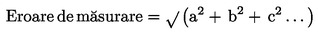 Eroare de măsurare = √(a² + b² + c² …)